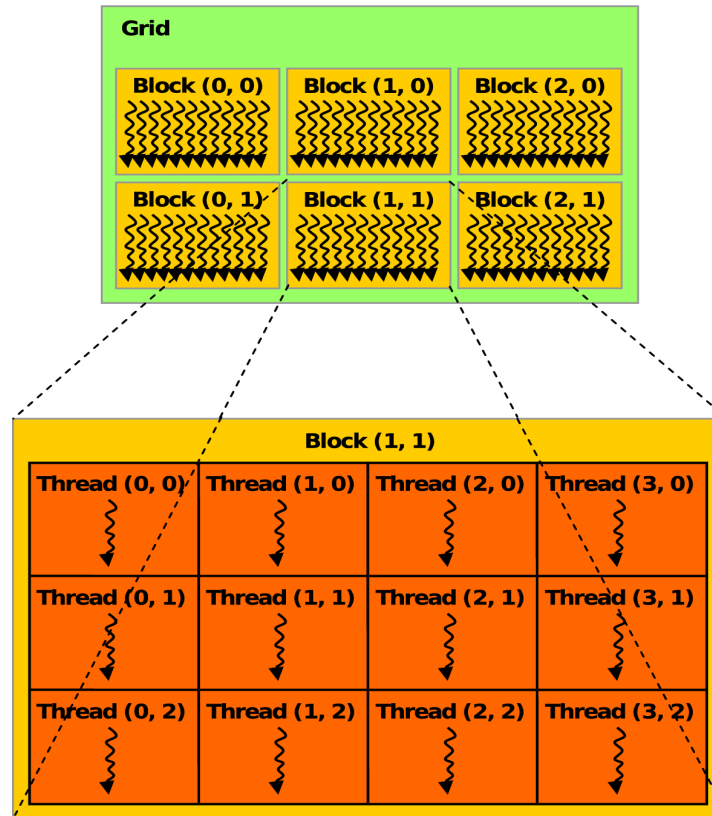 Grid
Block (0, 0) Block (1, 0) Block (2, 0)
Block (0, 1) Block (1, 1) Block (2, 1)
Block (1, 1)
Thread (0, 0) Thread (1, 0) Thread (2, 0) Thread (3, 0)
Thread (0, 1) Thread (1, 1) Thread (2, 1) Thread (3, 1)
Thread (0, 2) Thread (1, 2) Thread (2, 2) Thread (3, 2)